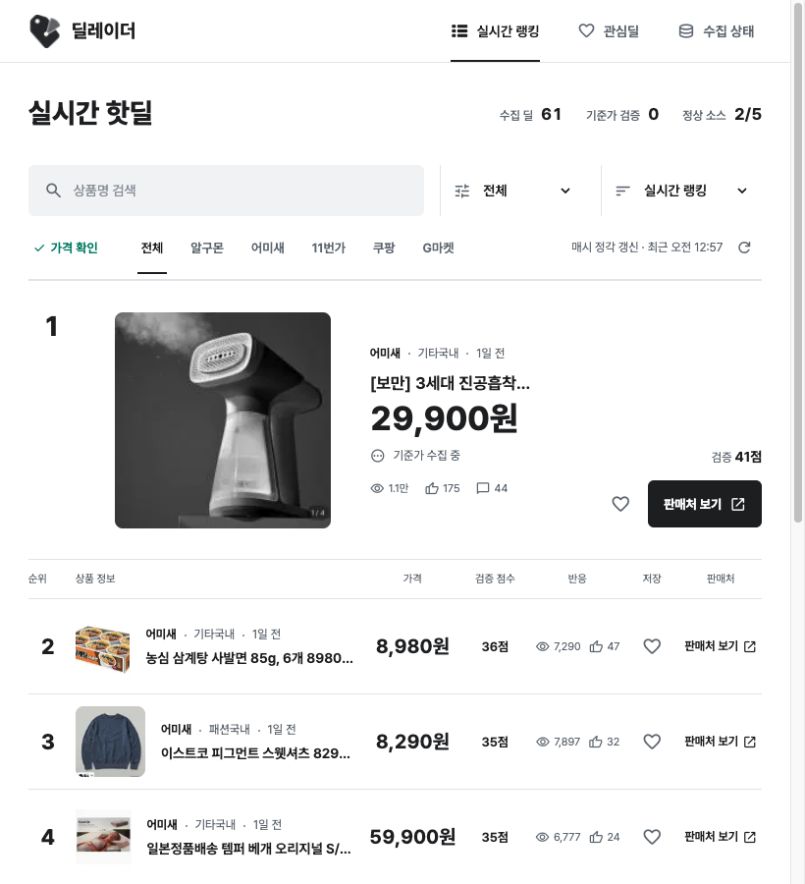 딜레이더
실시간 랭킹
관심딜
수집 상태
실시간 핫딜
수집 딜 61 기준가 검증 0 정상 소스 2/5
상품명 검색
전체
실시간 랭킹
가격 확인
전체 알구몬 어미새 11번가 쿠팡 G마켓
매시 정각 갱신 · 최근 오전 12:57
1
1/4
어미새 · 기타국내 · 1일 전
[보만] 3세대 진공흡착...
29,900원
기준가 수집 중
검증 41점
1.1만 175 44
판매처 보기
순위 상품 정보 가격 검증 점수 반응 저장 판매처
2
어미새 · 기타국내 · 1일 전
농심 삼계탕 사발면 85g, 6개 8980...
8,980원 36점 7,290 47 판매처 보기
3
어미새 · 패션국내 · 1일 전
이스트코 피그먼트 스웻셔츠 829...
8,290원 35점 7,897 32 판매처 보기
4
어미새 · 기타국내 · 1일 전
일본정품배송 템퍼 베개 오리지널 S/...
59,900원 35점 6,777 24 판매처 보기